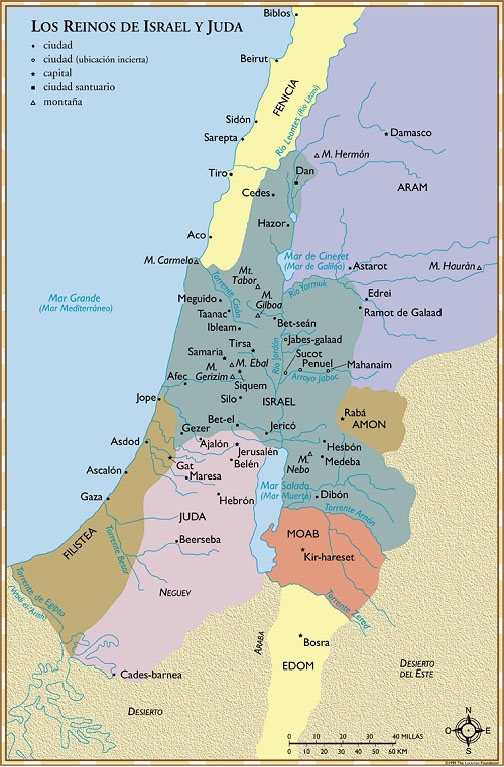 LOS REINOS DE ISRAEL Y JUDA
ciudad
ciudad (ubicación incierta)
capital
ciudad santuario
montaña
Biblos
Beirut
FENICIA
Sidón
Río Leontes (Río Litani)
Sarepta
Damasco
M. Hermón
Tiro
Dan
ARAM
Cedes
Hazor
Aco
M. Carmelo
Mar de Cineret
(Mar de Galilea)
Astarot
M. Haurán
Mt.
Tabor
Torrente Cisón
Río Yarmuk
Mar Grande
(Mar Mediterráneo)
Meguido
M.
Gilboa
Edrei
Taanac
Ramot de Galaad
Ibleam
Bet-seán
Tirsa
Jabes-galaad
Samaria
Río Jordán
Sucot
Penuel
Mahanaim
M. Ebal
M.
Gerizim
Arroyo Jaboc
Afec
Siquem
Jope
Silo
ISRAEL
Rabá
AMON
Bet-el
Gezer
Jericó
Asdod
Ajalón
Jerusalén
Hesbón
Gat
Belén
M.
Nebo
Medeba
Ascalón
Maresa
Mar Salado
(Mar Muerto)
Gaza
Hebrón
Dibón
Torrente Arnón
JUDA
FILISTEA
Torrente Besor
Beerseba
MOAB
Kir-hareset
Torrente de Egipto
(Wadi el-Arish)
NEGUEV
Torrente Zered
ARABA
Bosra
EDOM
DESIERTO
DEL ESTE
Cades-barnea
DESIERTO
N
O
E
S
0 10 20 30 40 MILLAS
0 10 20 30 40 50 60 KM
©1999 The Lockman Foundation